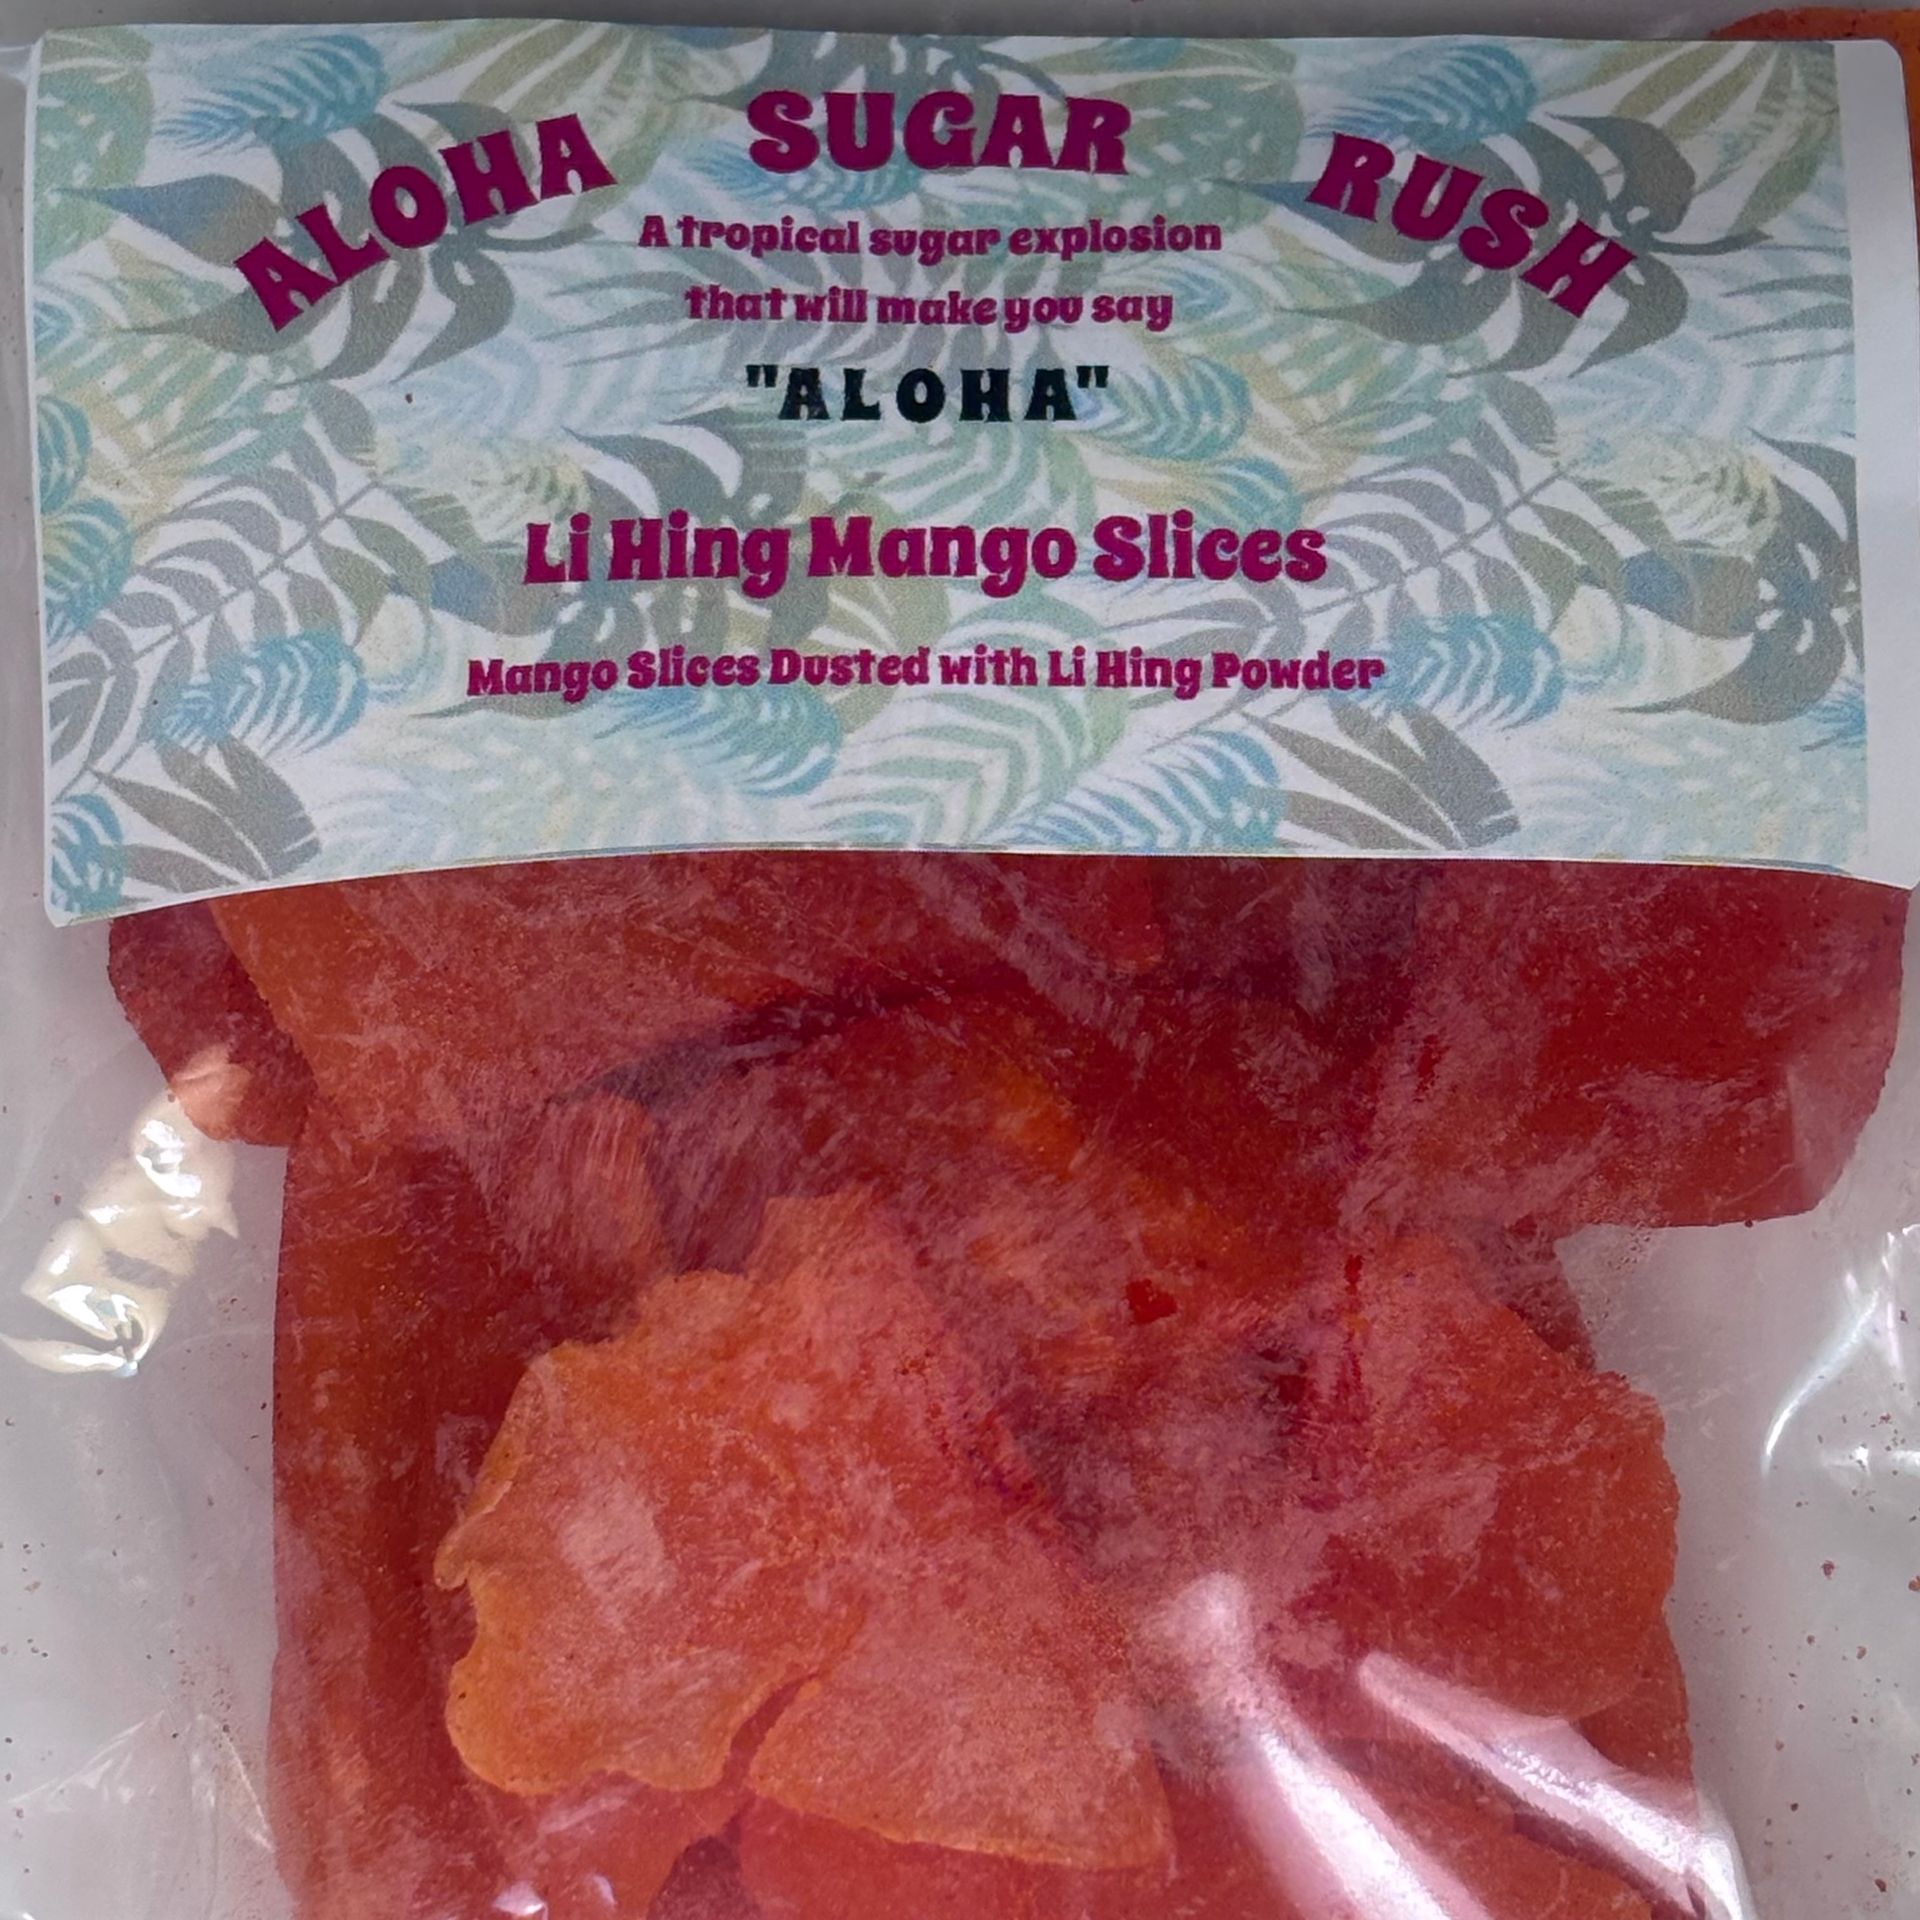 ALOHA SUGAR RUSH
A tropical sugar explosion
that will make you say
"ALOHA"
Li Hing Mango Slices
Mango Slices Dusted with Li Hing Powder